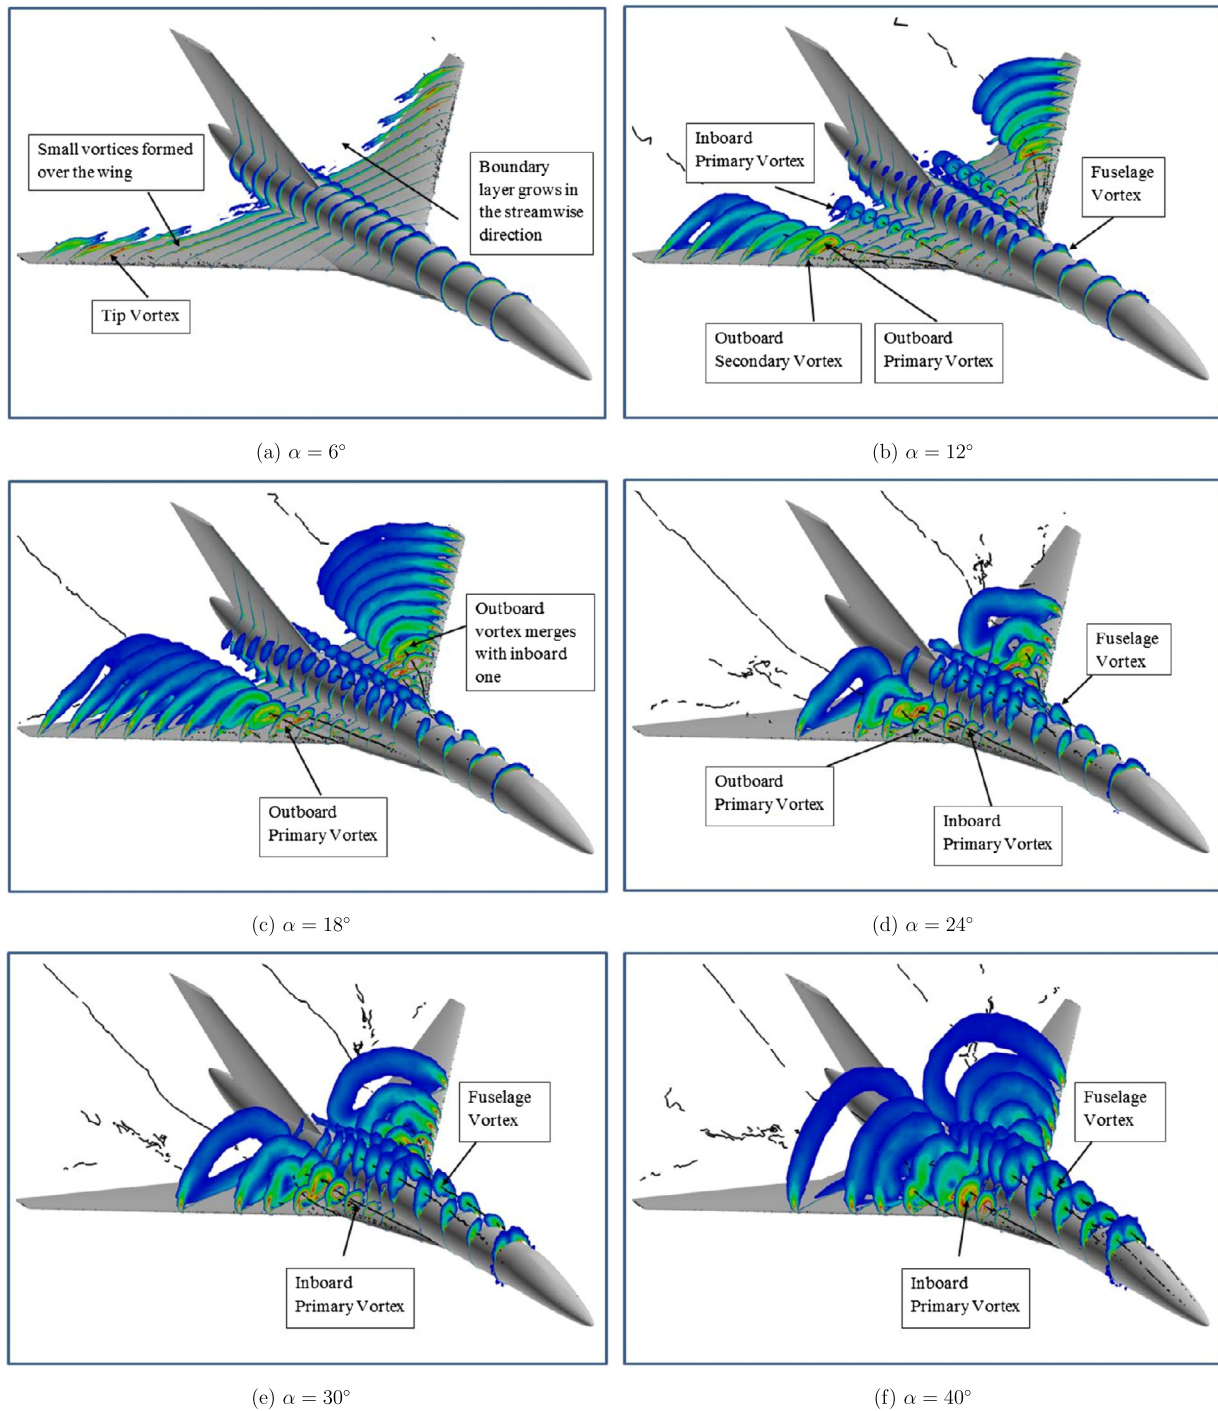 Small vortices formed
over the wing
Boundary
layer grows in
the streamwise
direction
Tip Vortex
(a) α = 6°
Inboard
Primary Vortex
Fuselage
Vortex
Outboard
Secondary Vortex
Outboard
Primary Vortex
(b) α = 12°
Outboard
vortex merges
with inboard
one
Outboard
Primary Vortex
(c) α = 18°
Fuselage
Vortex
Outboard
Primary Vortex
Inboard
Primary Vortex
(d) α = 24°
Fuselage
Vortex
Inboard
Primary Vortex
(e) α = 30°
Fuselage
Vortex
Inboard
Primary Vortex
(f) α = 40°